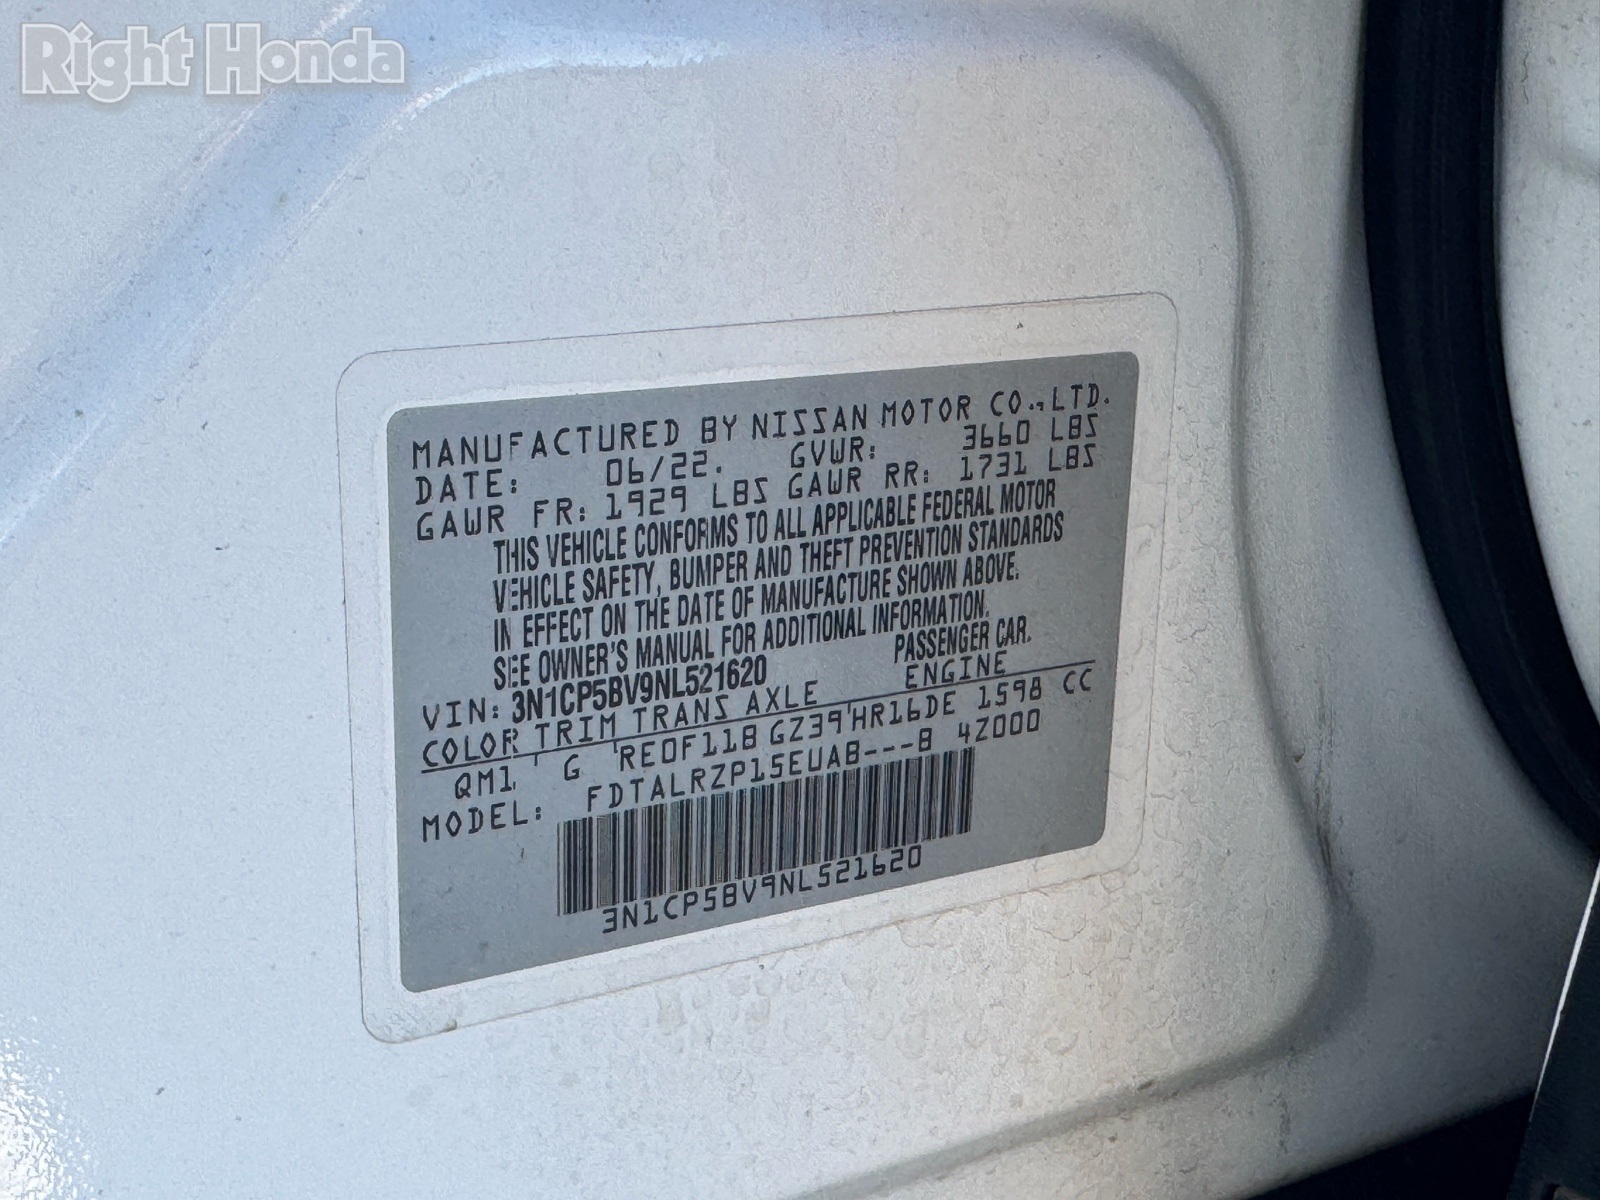 Right Honda
MANUFACTURED BY NISSAN MOTOR CO., LTD.
DATE: 06/22. GVWR: 3660 LBS
GAWR FR: 1929 LBS GAWR RR: 1731 LBS
THIS VEHICLE CONFORMS TO ALL APPLICABLE FEDERAL MOTOR
VEHICLE SAFETY, BUMPER AND THEFT PREVENTION STANDARDS
IN EFFECT ON THE DATE OF MANUFACTURE SHOWN ABOVE.
SEE OWNER'S MANUAL FOR ADDITIONAL INFORMATION.
VIN: 3N1CP5BV9NL521620 PASSENGER CAR.
COLOR TRIM TRANS AXLE ENGINE
QM1 G RE0F11B GZ39 HR16DE 1598 CC
MODEL: FDTALRZP15EUAB---B 4Z000
3N1CP5BV9NL521620